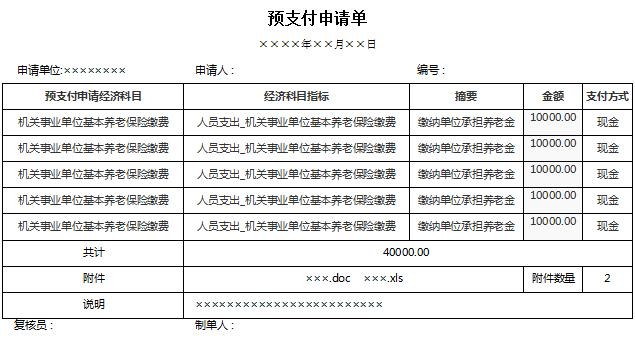 预支付申请单
××××年××月××日
申请单位:×××××××× 申请人： 编号：
预支付申请经济科目 经济科目指标 摘要 金额 支付方式
机关事业单位基本养老保险缴费 人员支出_机关事业单位基本养老保险缴费 缴纳单位承担养老金 10000.00 现金
机关事业单位基本养老保险缴费 人员支出_机关事业单位基本养老保险缴费 缴纳单位承担养老金 10000.00 现金
机关事业单位基本养老保险缴费 人员支出_机关事业单位基本养老保险缴费 缴纳单位承担养老金 10000.00 现金
机关事业单位基本养老保险缴费 人员支出_机关事业单位基本养老保险缴费 缴纳单位承担养老金 10000.00 现金
机关事业单位基本养老保险缴费 人员支出_机关事业单位基本养老保险缴费 缴纳单位承担养老金 10000.00 现金
共计 40000.00
附件 ×××.doc ×××.xls 附件数量 2
说明 ××××××××××××××××××××××××
复核员： 制单人：